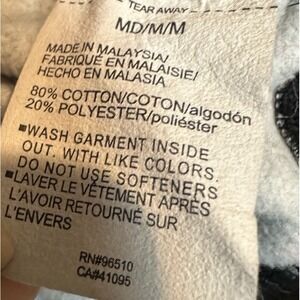 TEAR AWAY
MD/M/M
MADE IN MALAYSIA/
FABRIQUÉ EN MALAISIE/
HECHO EN MALASIA
80% COTTON/COTON/algodón
20% POLYESTER/poliéster
▪WASH GARMENT INSIDE
OUT. WITH LIKE COLORS.
DO NOT USE SOFTENERS
▪LAVER LE VÊTEMENT APRÈS
L'AVOIR RETOURNÉ SUR
L'ENVERS
RN#96510
CA#41095